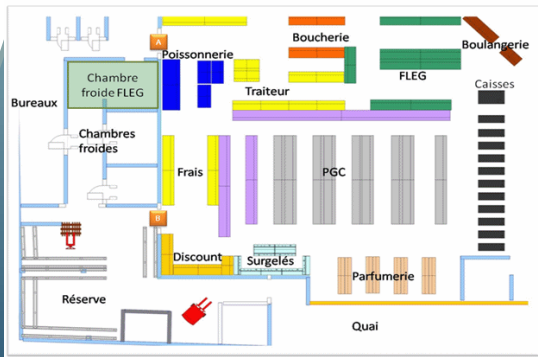 A
Boucherie
Boulangerie
Poissonnerie
Chambre
froide FLEG
FLEG
Caisses
Traiteur
Bureaux
Chambres
froides
Frais
PGC
B
Discount
Surgelés
Parfumerie
Réserve
Quai